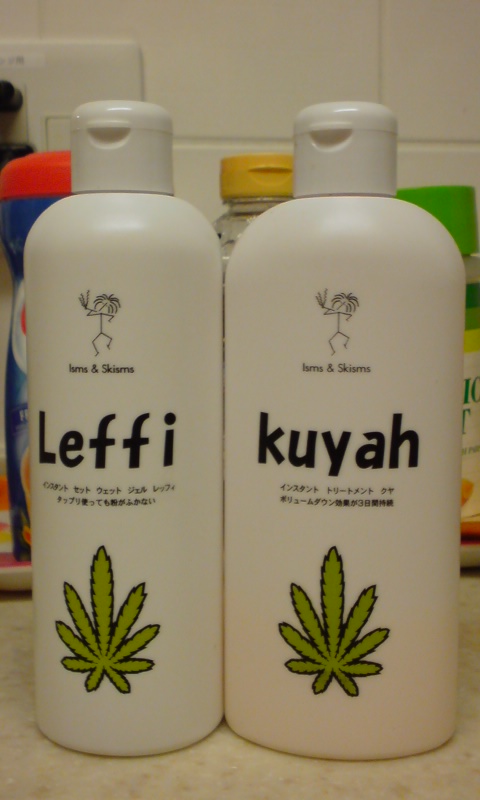 Isms & Skisms
Leffi
インスタント セット ウェット ジェル レッフィ
タップリ使っても粉がふかない
Isms & Skisms
kuyah
インスタント トリートメント クヤ
ボリュームダウン効果が3日間持続